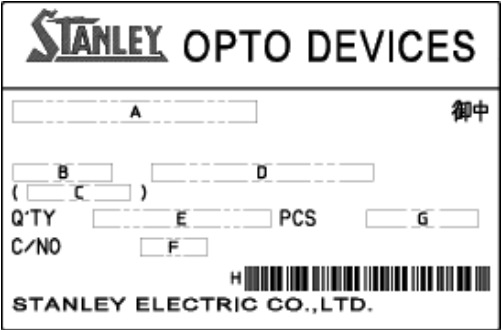 STANLEY OPTO DEVICES
A 御中
B D
( C )
Q'TY E PCS G
C/NO F
H
STANLEY ELECTRIC CO.,LTD.